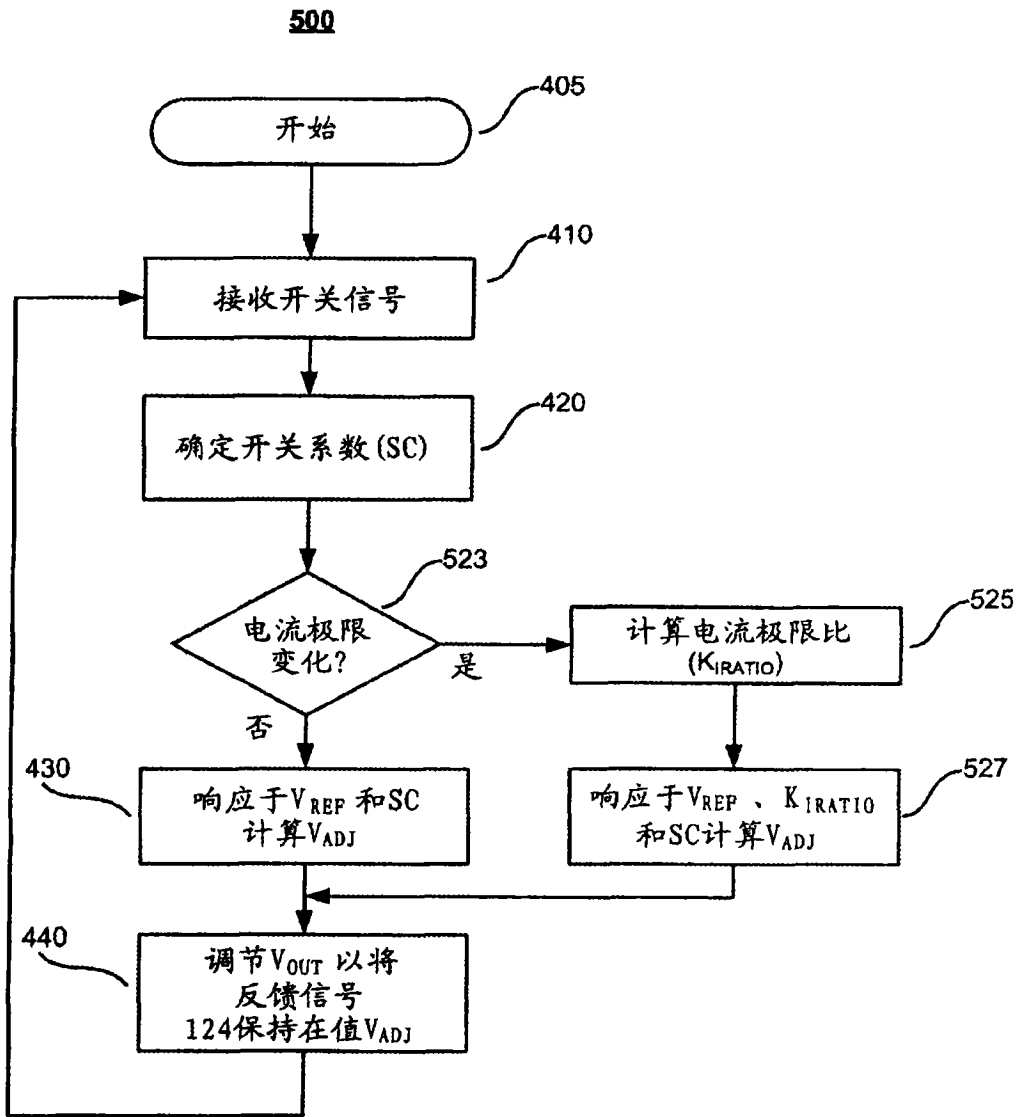 500
405
开始
410
接收开关信号
420
确定开关系数(SC)
523
电流极限
变化?
是
否
525
计算电流极限比
(KIRATIO)
430
响应于VREF 和SC
计算VADJ
527
响应于VREF 、KIRATIO
和SC计算VADJ
440
调节VOUT 以将
反馈信号
124保持在值VADJ